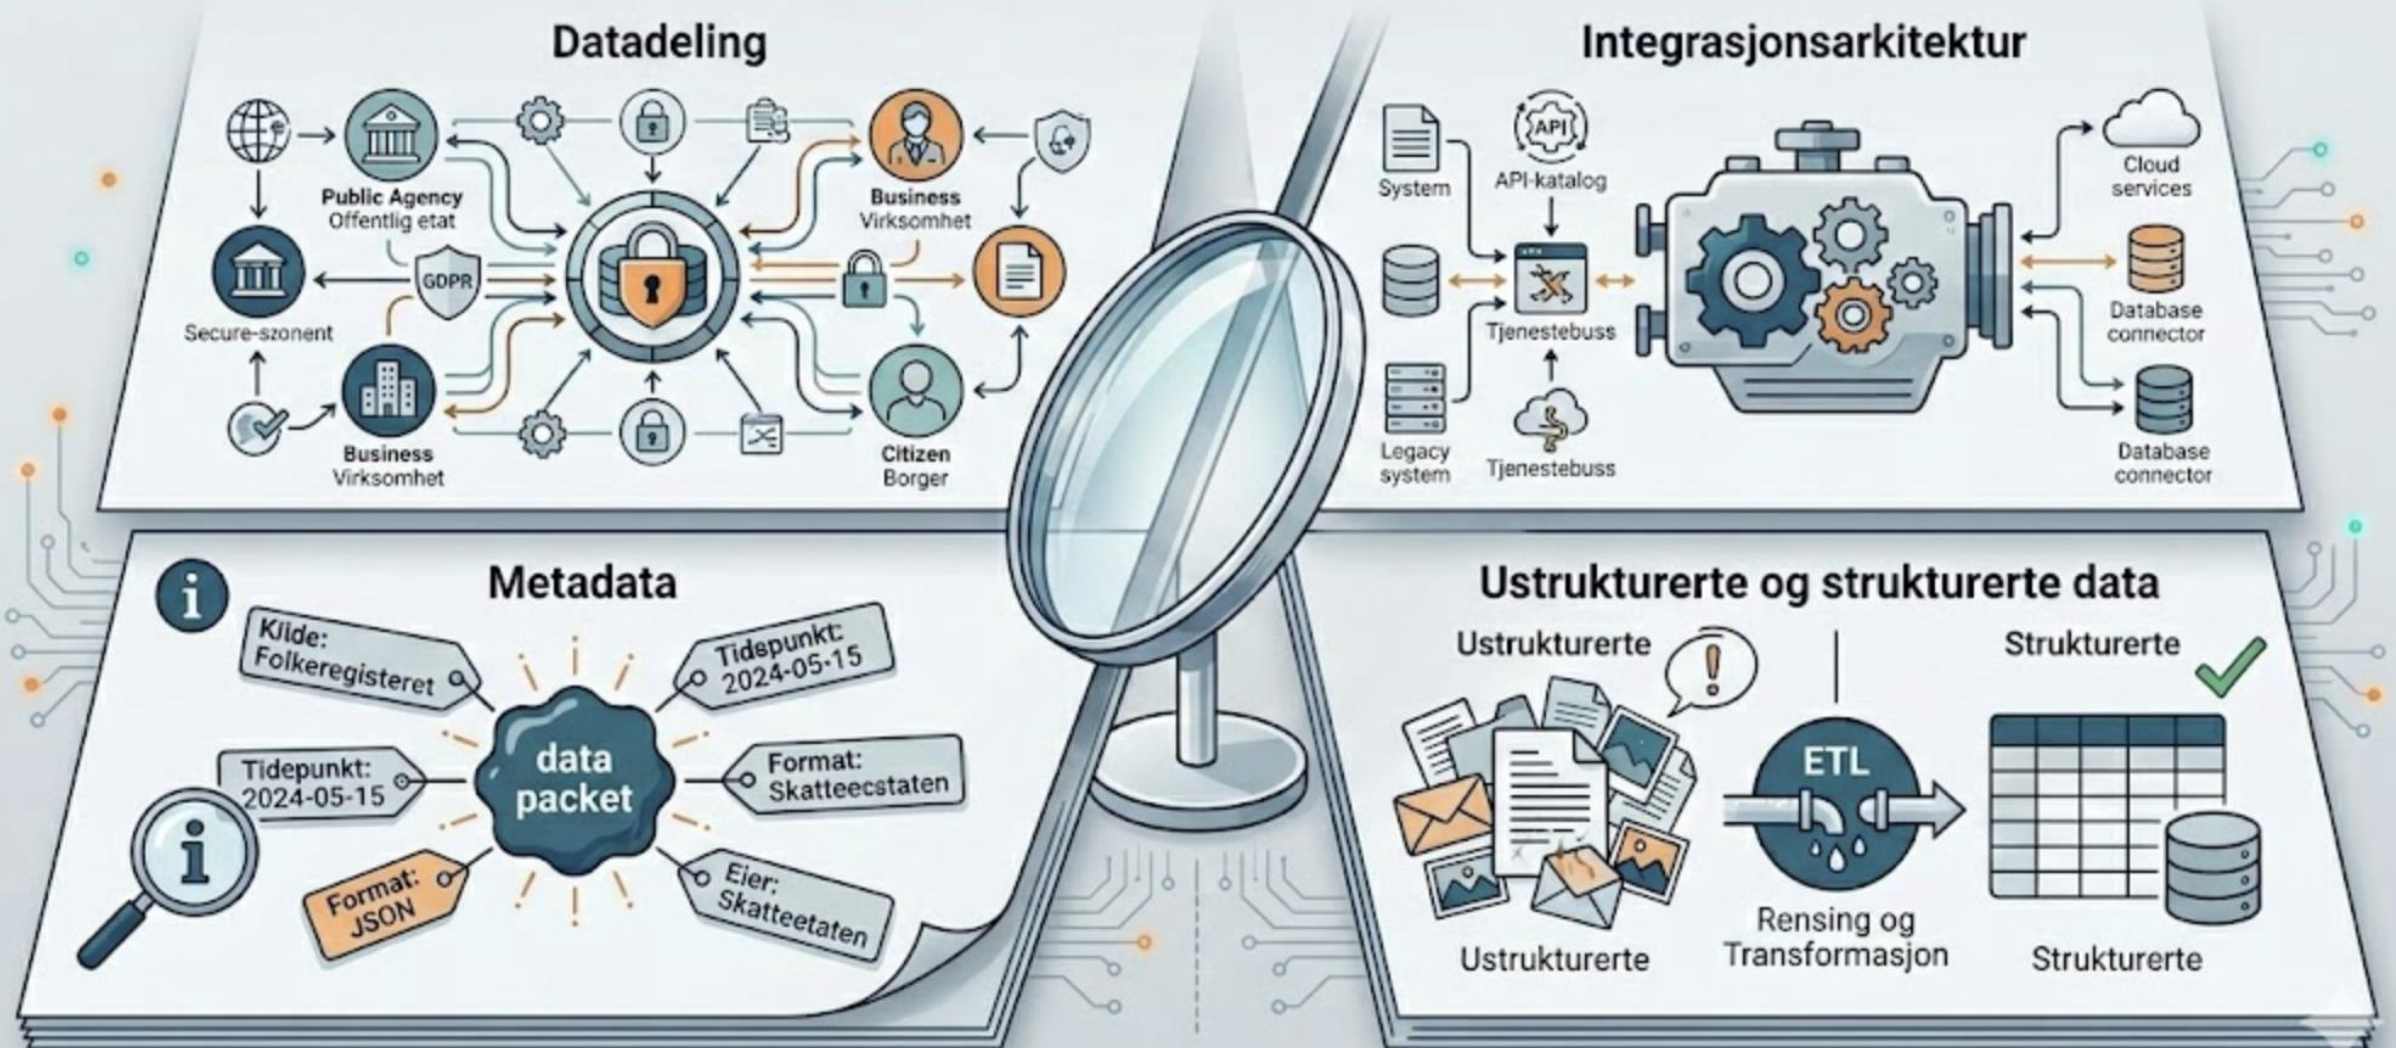 Datadeling
Public Agency
Offentlig etat
Business
Virksomhet
GDPR
Secure-szonent
Business
Virksomhet
Citizen
Borger
Integrasjonsarkitektur
System
API
API-katalog
Cloud
services
Tjenestebuss
Database
connector
Legacy
system
Tjenestebuss
Database
connector
i
Metadata
Kilde:
Folkeregisteret
Tidspunkt:
2024-05-15
Tidepunkt:
2024-05-15
data
packet
Format:
Skatteecstaten
i
Format:
JSON
Eier:
Skatteetaten
Ustrukturerte og strukturerte data
Ustrukturerte
!
Strukturerte
ETL
Rensing og
Transformasjon
Ustrukturerte
Strukturerte